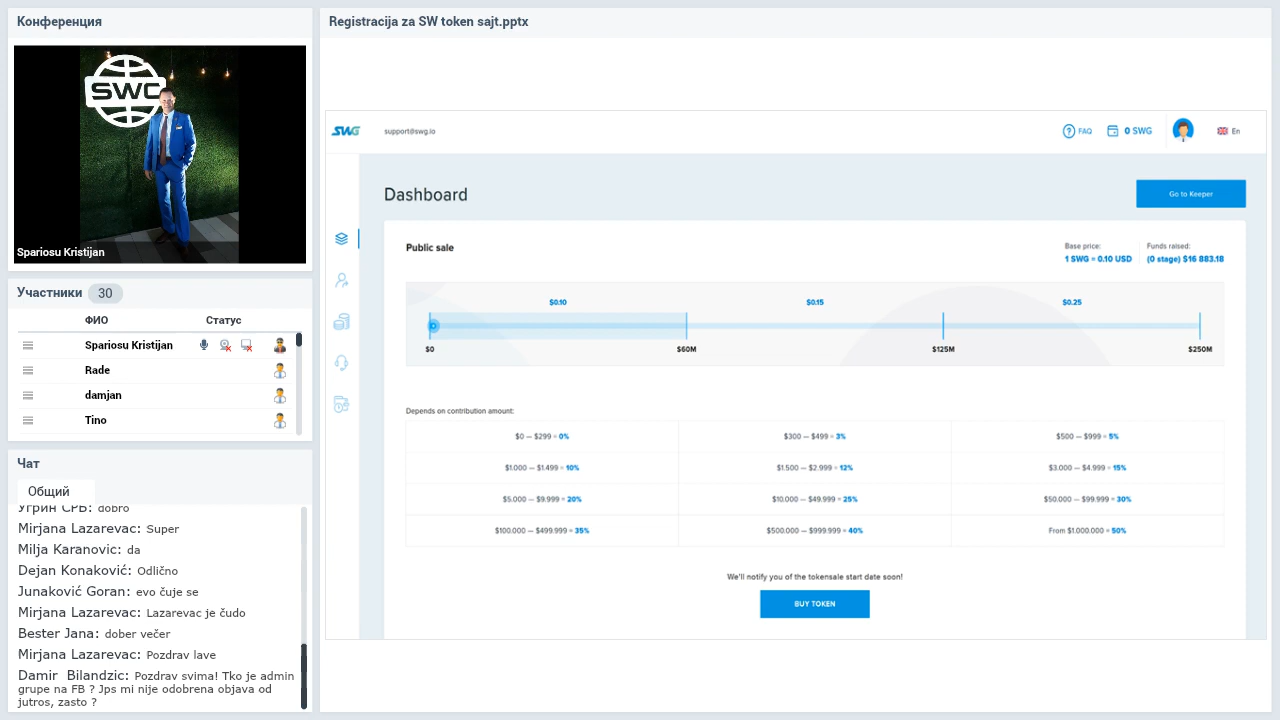 Конференция
SWC
Spariosu Kristijan
Участники 30
ФИО Статус
Spariosu Kristijan
Rade
damjan
Tino
Чат
Общий
Угрин СРБ: dobro
Mirjana Lazarevac: Super
Milja Karanovic: da
Dejan Konaković: Odlično
Junaković Goran: evo čuje se
Mirjana Lazarevac: Lazarevac je čudo
Bester Jana: dober večer
Mirjana Lazarevac: Pozdrav lave
Damir Bilandzic: Pozdrav svima! Tko je admin
grupe na FB ? Jps mi nije odobrena objava od
jutros, zasto ?
Registracija za SW token sajt.pptx
SWG support@swg.io FAQ 0 SWG En
Dashboard Go to Keeper
Public sale
Base price: Funds raised:
1 SWG = 0.10 USD (0 stage) $16 883.18
$0.10 $0.15 $0.25
$0 $60M $125M $250M
Depends on contribution amount:
$0 — $299 = 0% $300 — $499 = 3% $500 — $999 = 5%
$1.000 — $1.499 = 10% $1.500 — $2.999 = 12% $3.000 — $4.999 = 15%
$5.000 — $9.999 = 20% $10.000 — $49.999 = 25% $50.000 — $99.999 = 30%
$100.000 — $499.999 = 35% $500.000 — $999.999 = 40% From $1.000.000 = 50%
We'll notify you of the tokensale start date soon!
BUY TOKEN